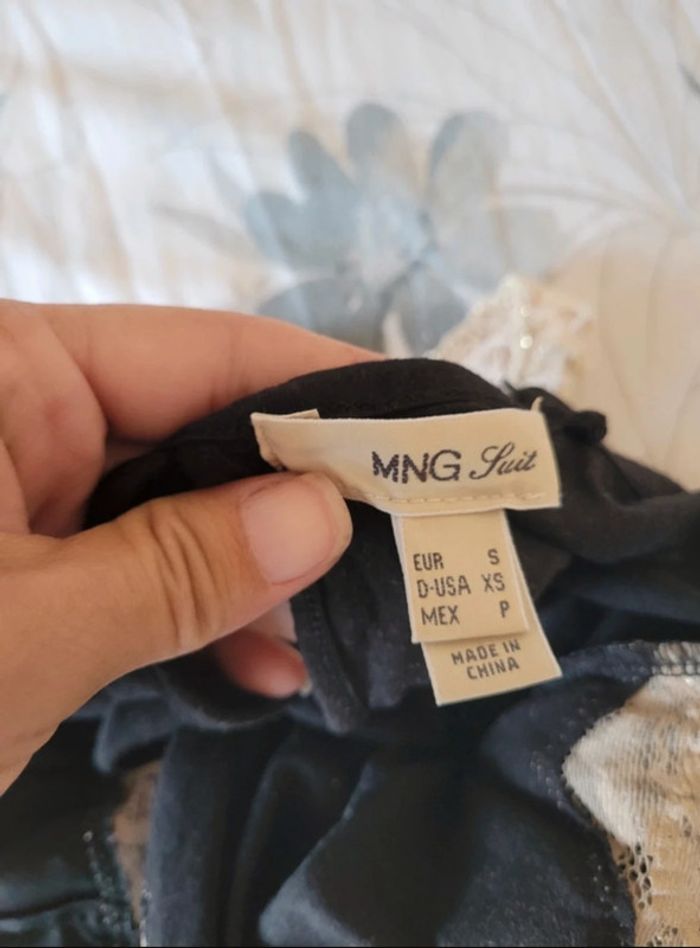 MNG Suit
EUR S
D-USA XS
MEX P
MADE IN
CHINA